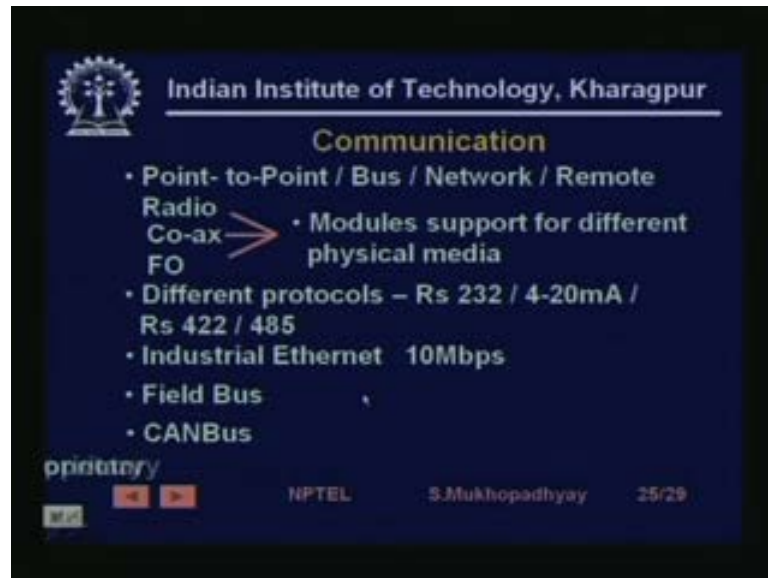 Indian Institute of Technology, Kharagpur
Communication
• Point- to-Point / Bus / Network / Remote
Radio
Co-ax
FO
• Modules support for different
physical media
• Different protocols – Rs 232 / 4-20mA /
Rs 422 / 485
• Industrial Ethernet 10Mbps
• Field Bus
• CANBus
NPTEL S.Mukhopadhyay 25/29